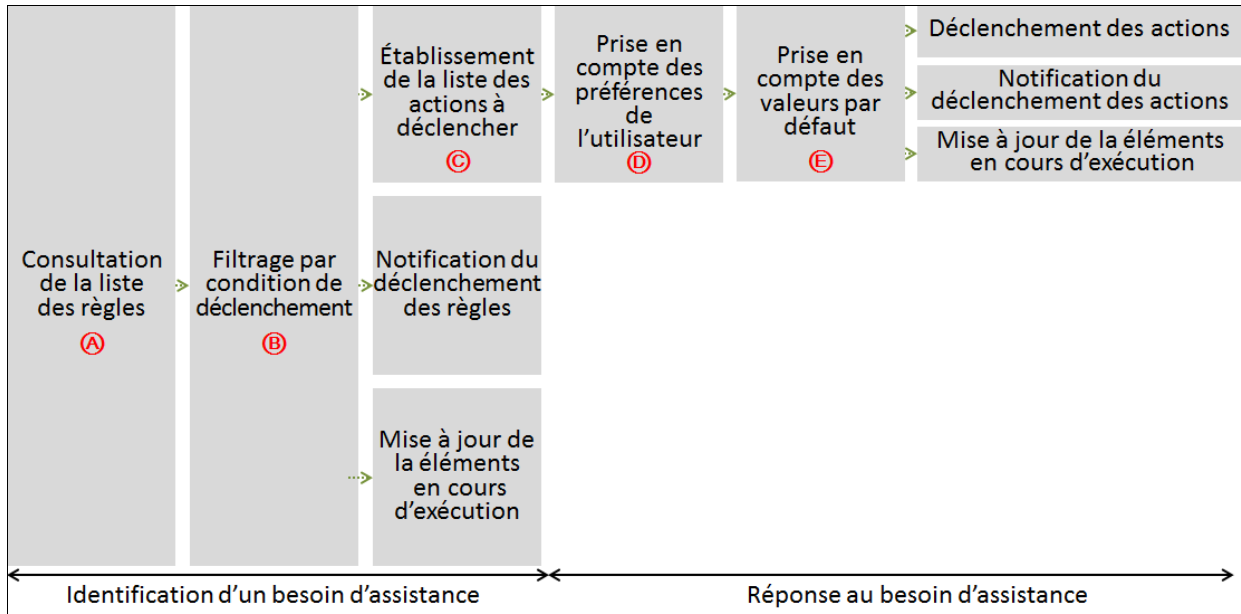 Consultation
de la liste
des règles
Ⓐ
Filtrage par
condition de
déclenchement
Ⓑ
Établissement
de la liste des
actions à
déclencher
Ⓒ
Notification du
déclenchement
des règles
Mise à jour de
la éléments
en cours
d’exécution
Prise en
compte des
préférences
de
l’utilisateur
Ⓓ
Prise en
compte des
valeurs par
défaut
Ⓔ
Déclenchement des actions
Notification du
déclenchement des actions
Mise à jour de la éléments
en cours d’exécution
Identification d’un besoin d’assistance
Réponse au besoin d’assistance